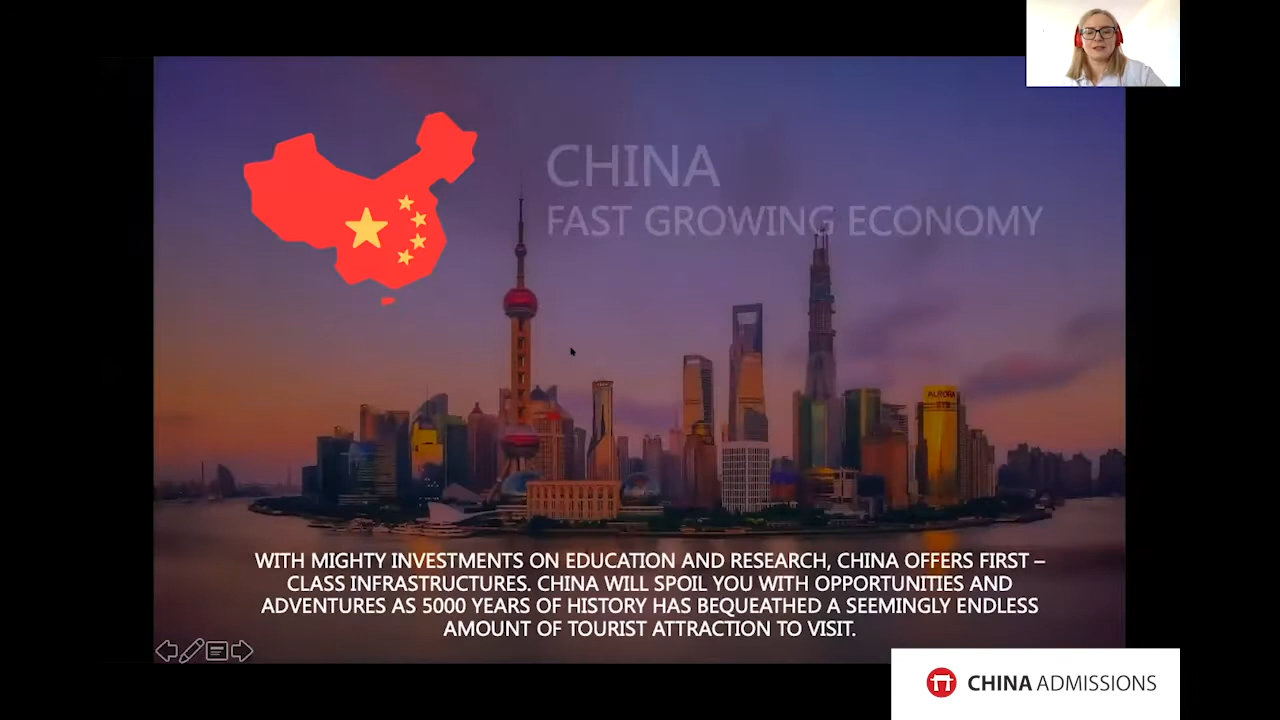 CHINA
FAST GROWING ECONOMY
AURORA
WITH MIGHTY INVESTMENTS ON EDUCATION AND RESEARCH, CHINA OFFERS FIRST –
CLASS INFRASTRUCTURES. CHINA WILL SPOIL YOU WITH OPPORTUNITIES AND
ADVENTURES AS 5000 YEARS OF HISTORY HAS BEQUEATHED A SEEMINGLY ENDLESS
AMOUNT OF TOURIST ATTRACTION TO VISIT.
CHINA ADMISSIONS